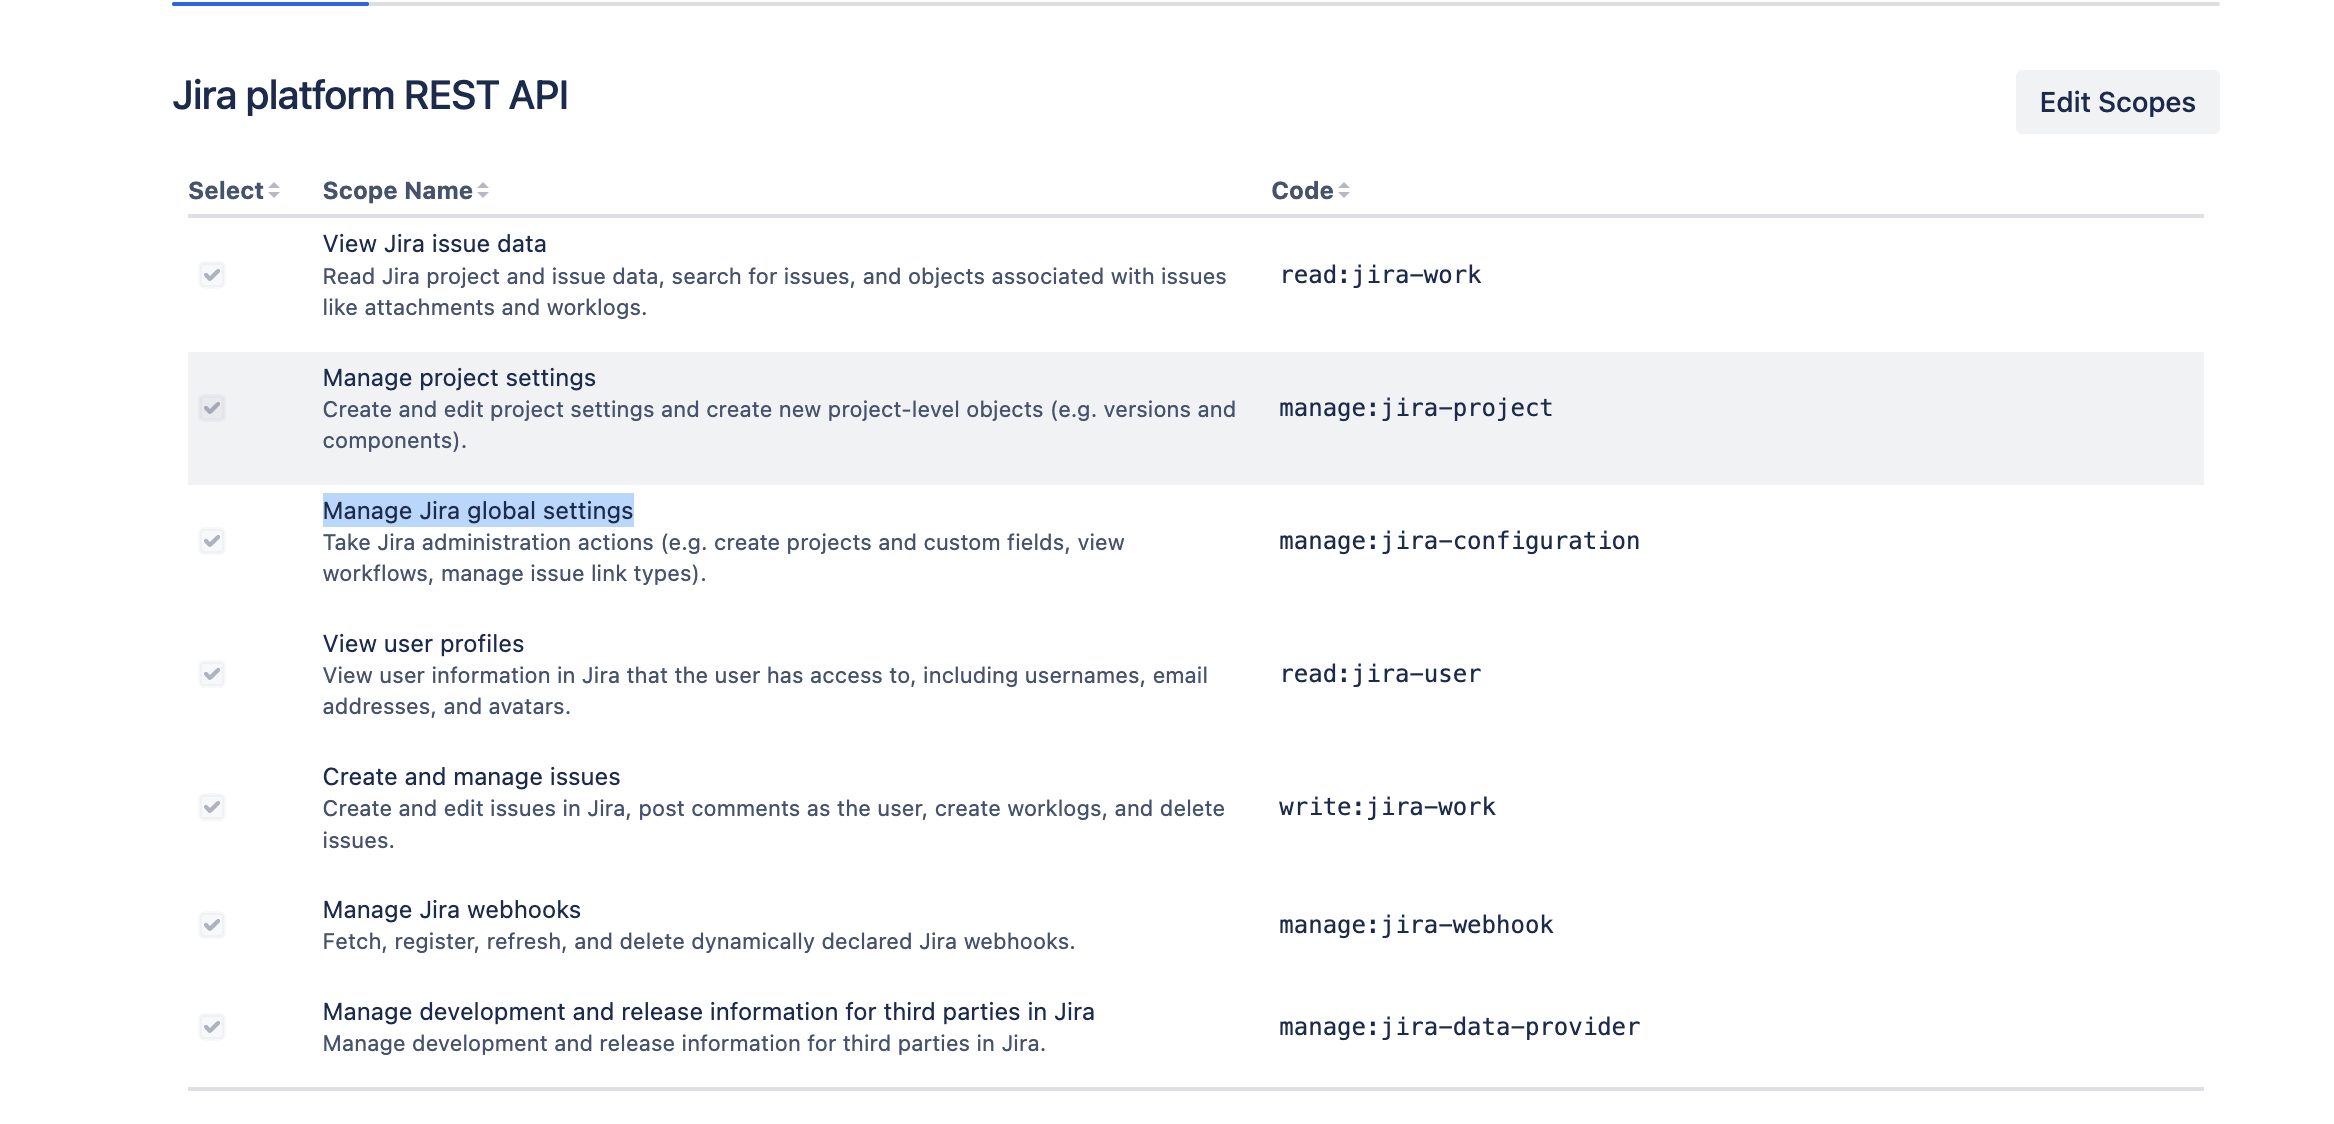 Jira platform REST API
Edit Scopes
Select Scope Name Code
View Jira issue data
Read Jira project and issue data, search for issues, and objects associated with issues
like attachments and worklogs.
read:jira-work
Manage project settings
Create and edit project settings and create new project-level objects (e.g. versions and
components).
manage:jira-project
Manage Jira global settings
Take Jira administration actions (e.g. create projects and custom fields, view
workflows, manage issue link types).
manage:jira-configuration
View user profiles
View user information in Jira that the user has access to, including usernames, email
addresses, and avatars.
read:jira-user
Create and manage issues
Create and edit issues in Jira, post comments as the user, create worklogs, and delete
issues.
write:jira-work
Manage Jira webhooks
Fetch, register, refresh, and delete dynamically declared Jira webhooks.
manage:jira-webhook
Manage development and release information for third parties in Jira
Manage development and release information for third parties in Jira.
manage:jira-data-provider